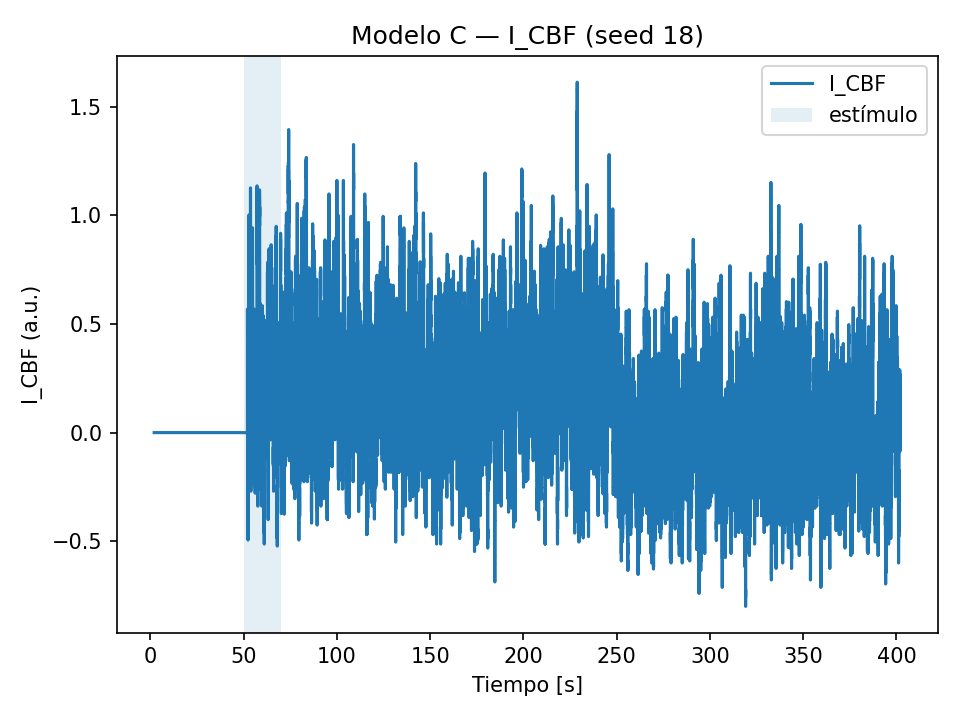 Modelo C — I_CBF (seed 18)
I_CBF
estímulo
1.5
1.0
0.5
0.0
−0.5
I_CBF (a.u.)
0 50 100 150 200 250 300 350 400
Tiempo [s]